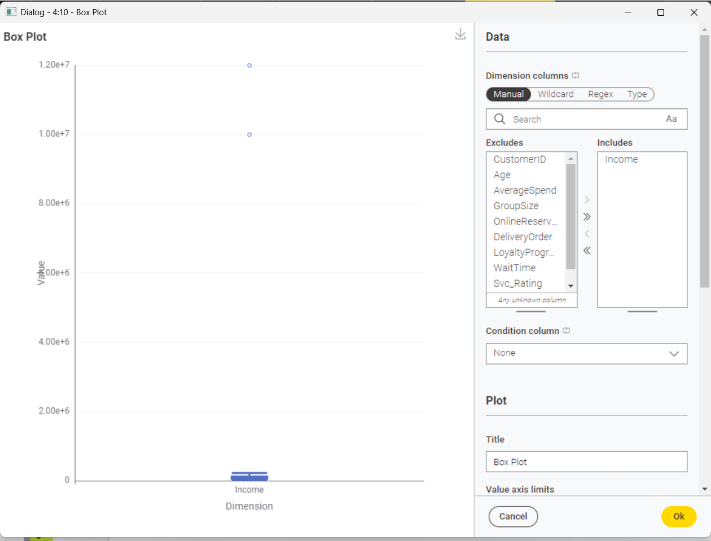 Dialog - 4:10 - Box Plot
Box Plot
1.20e+7
1.00e+7
8.00e+6
6.00e+6
4.00e+6
2.00e+6
0
Value
Income
Dimension
Data
Dimension columns
Manual Wildcard Regex Type
Search Aa
Excludes Includes
CustomerID Income
Age
AverageSpend
GroupSize
OnlineReserv...
DeliveryOrder
LoyaltyProgr...
WaitTime
Svc_Rating
Any unknown column
Condition column
None
Plot
Title
Box Plot
Value axis limits
Cancel Ok